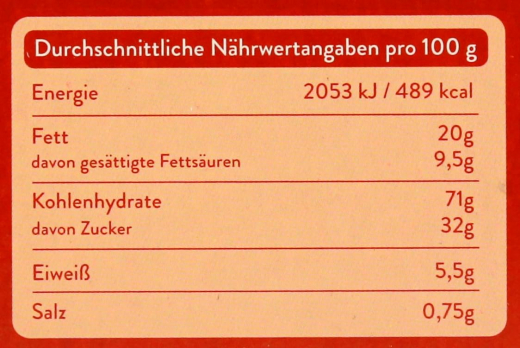 Durchschnittliche Nährwertangaben pro 100 g
Energie 2053 kJ / 489 kcal
Fett 20g
davon gesättigte Fettsäuren 9,5g
Kohlenhydrate 71g
davon Zucker 32g
Eiweiß 5,5g
Salz 0,75g